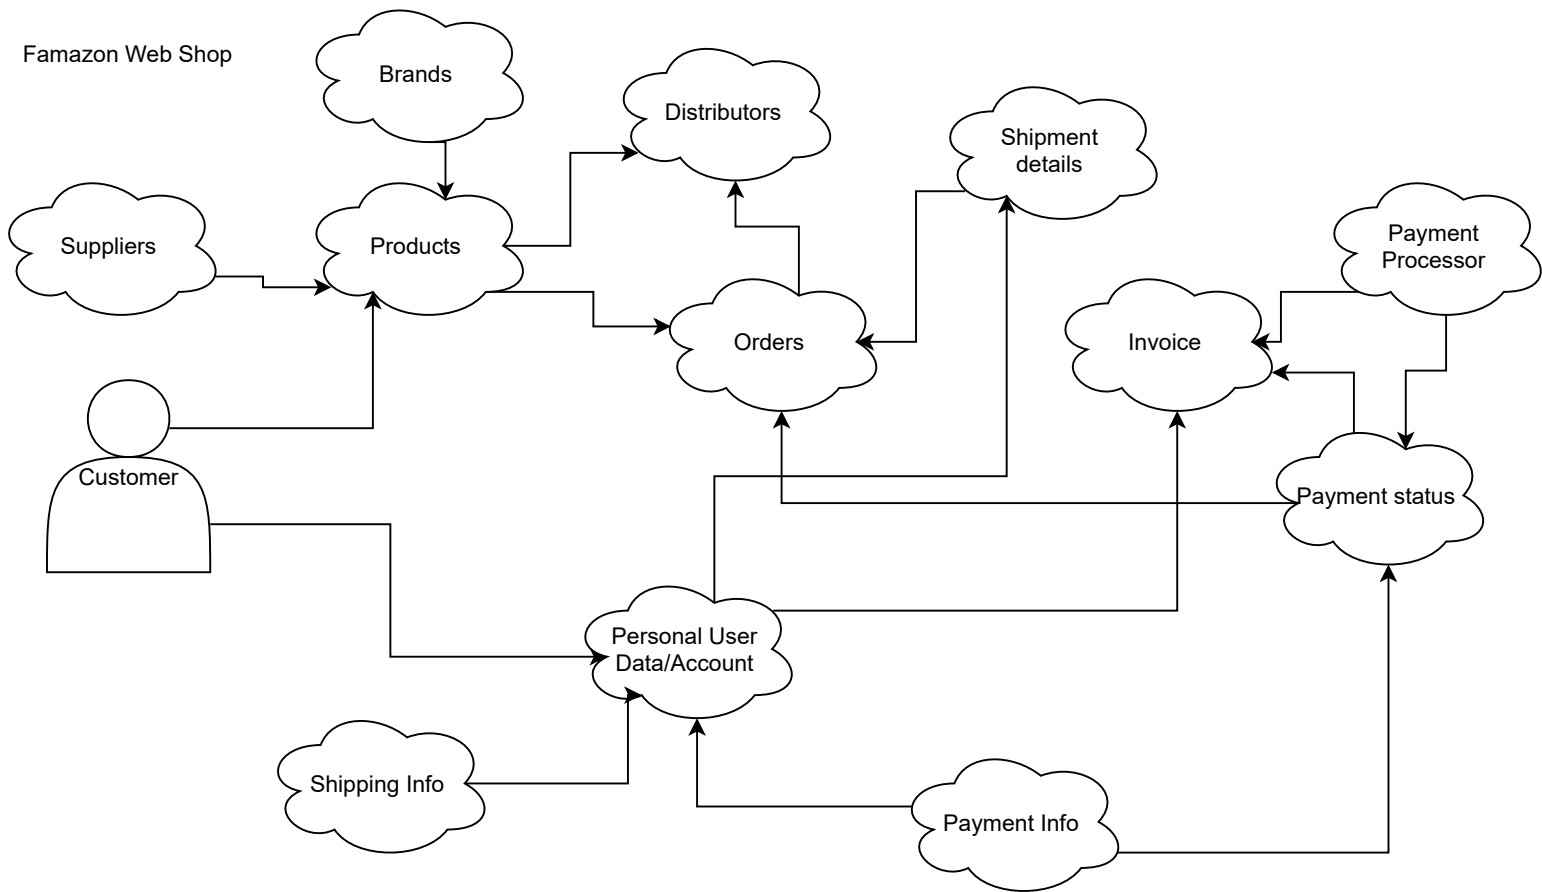 Famazon Web Shop
Brands
Distributors
Shipment
details
Suppliers
Products
Payment
Processor
Orders
Invoice
Customer
Payment status
Personal User
Data/Account
Shipping Info
Payment Info